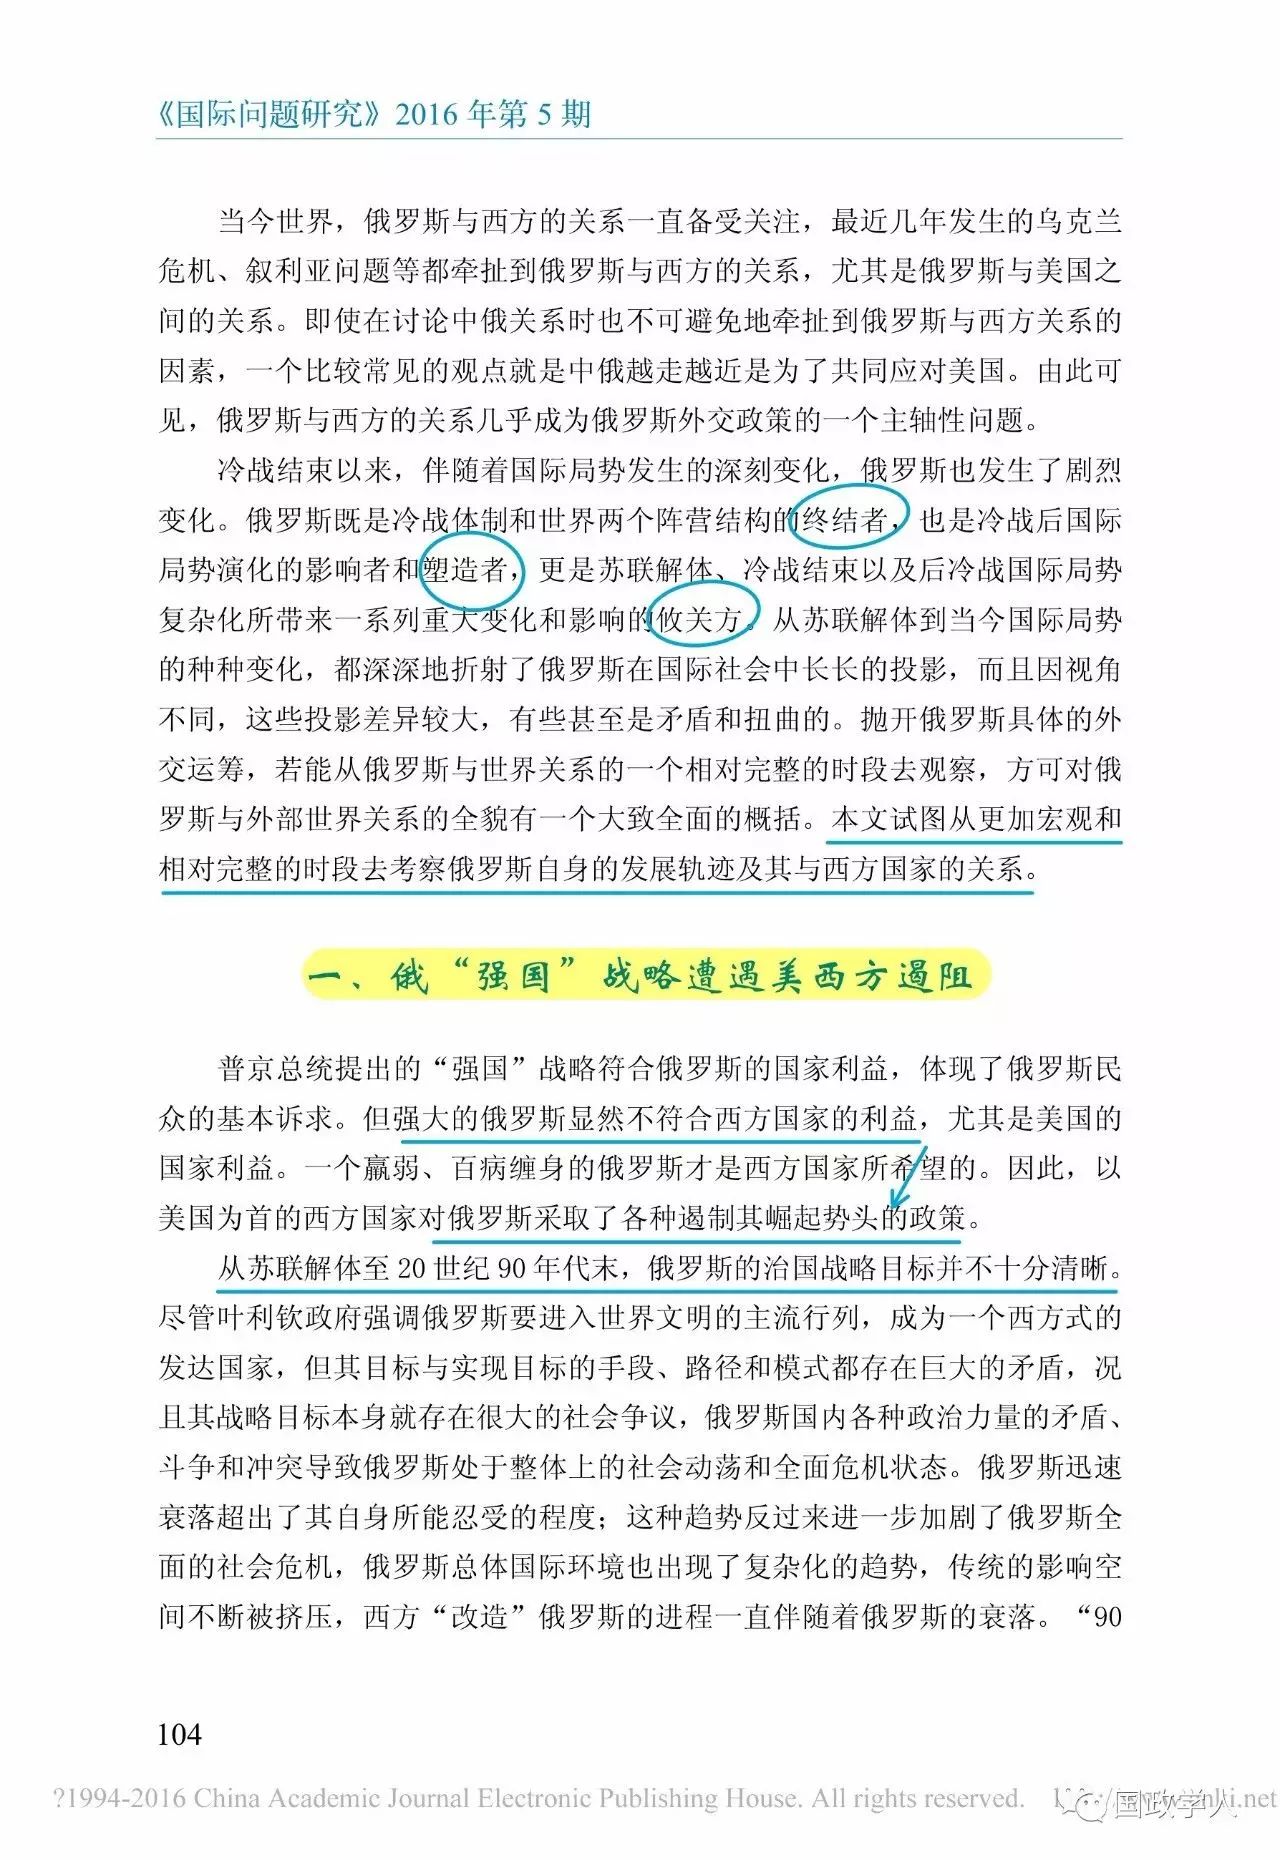 《国际问题研究》2016 年第 5 期
当今世界，俄罗斯与西方的关系一直备受关注，最近几年发生的乌克兰
危机、叙利亚问题等都牵扯到俄罗斯与西方的关系，尤其是俄罗斯与美国之
间的关系。即使在讨论中俄关系时也不可避免地牵扯到俄罗斯与西方关系的
因素，一个比较常见的观点就是中俄越走越近是为了共同应对美国。由此可
见，俄罗斯与西方的关系几乎成为俄罗斯外交政策的一个主轴性问题。
冷战结束以来，伴随着国际局势发生的深刻变化，俄罗斯也发生了剧烈
变化。俄罗斯既是冷战体制和世界两个阵营结构的终结者，也是冷战后国际
局势演化的影响者和塑造者，更是苏联解体、冷战结束以及后冷战国际局势
复杂化所带来一系列重大变化和影响的攸关方。从苏联解体到当今国际局势
的种种变化，都深深地折射了俄罗斯在国际社会中长长的投影，而且因视角
不同，这些投影差异较大，有些甚至是矛盾和扭曲的。抛开俄罗斯具体的外
交运筹，若能从俄罗斯与世界关系的一个相对完整的时段去观察，方可对俄
罗斯与外部世界关系的全貌有一个大致全面的概括。本文试图从更加宏观和
相对完整的时段去考察俄罗斯自身的发展轨迹及其与西方国家的关系。
一、俄“强国”战略遭遇美西方遏阻
普京总统提出的“强国”战略符合俄罗斯的国家利益，体现了俄罗斯民
众的基本诉求。但强大的俄罗斯显然不符合西方国家的利益，尤其是美国的
国家利益。一个羸弱、百病缠身的俄罗斯才是西方国家所希望的。因此，以
美国为首的西方国家对俄罗斯采取了各种遏制其崛起势头的政策。
从苏联解体至 20 世纪 90 年代末，俄罗斯的治国战略目标并不十分清晰。
尽管叶利钦政府强调俄罗斯要进入世界文明的主流行列，成为一个西方式的
发达国家，但其目标与实现目标的手段、路径和模式都存在巨大的矛盾，况
且其战略目标本身就存在很大的社会争议，俄罗斯国内各种政治力量的矛盾、
斗争和冲突导致俄罗斯处于整体上的社会动荡和全面危机状态。俄罗斯迅速
衰落超出了其自身所能忍受的程度；这种趋势反过来进一步加剧了俄罗斯全
面的社会危机，俄罗斯总体国际环境也出现了复杂化的趋势，传统的影响空
间不断被挤压，西方“改造”俄罗斯的进程一直伴随着俄罗斯的衰落。“90
104
?1994-2016 China Academic Journal Electronic Publishing House. All rights reserved.
国政学人